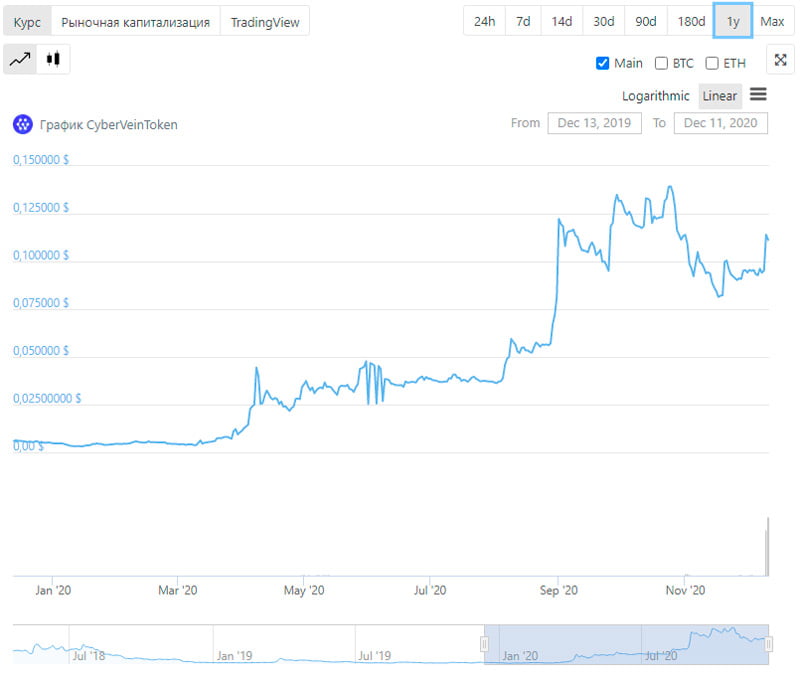 Курс Рыночная капитализация TradingView 24h 7d 14d 30d 90d 180d 1y Max
Main BTC ETH
Logarithmic Linear
График CyberVeinToken From Dec 13, 2019 To Dec 11, 2020
0,150000 $
0,125000 $
0,100000 $
0,075000 $
0,050000 $
0,02500000 $
0,00 $
Jan '20 Mar '20 May '20 Jul '20 Sep '20 Nov '20
Jul '18 Jan '19 Jul '19 Jan '20 Jul '20